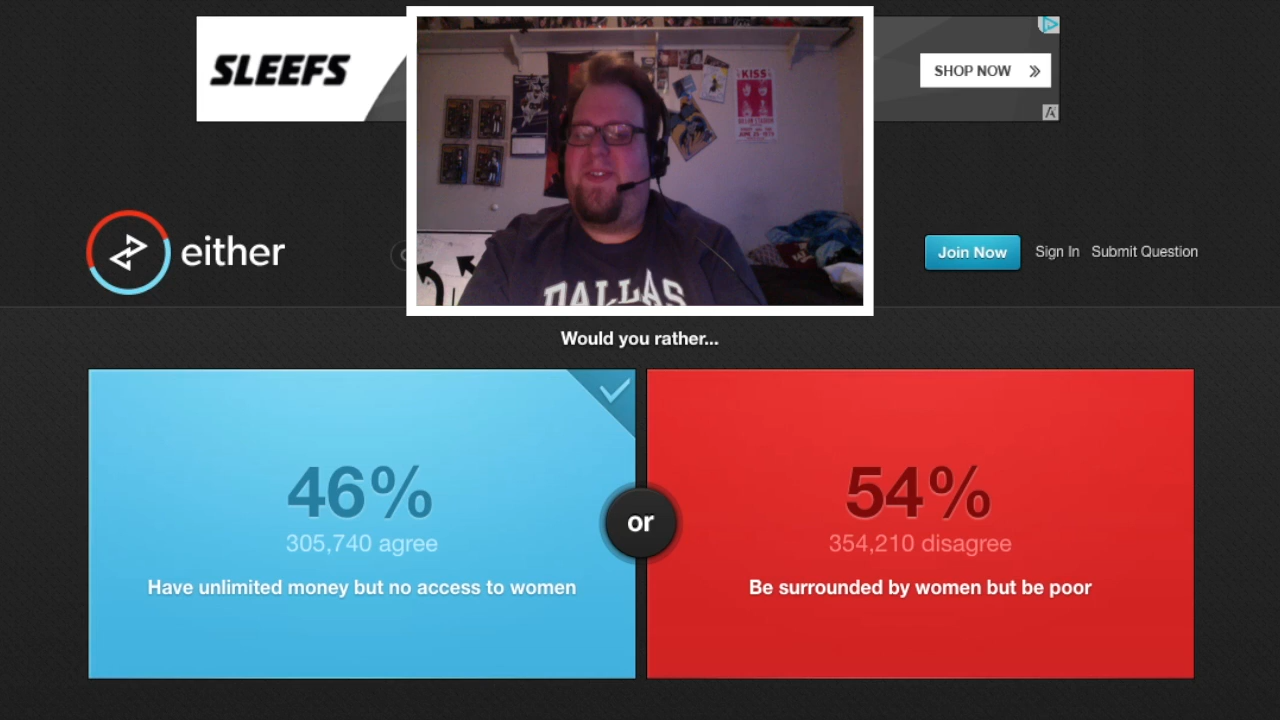 SLEEFS
SHOP NOW
KISS
DALLAS
either
Join Now
Sign In
Submit Question
Would you rather...
46%
305,740 agree
Have unlimited money but no access to women
or
54%
354,210 disagree
Be surrounded by women but be poor